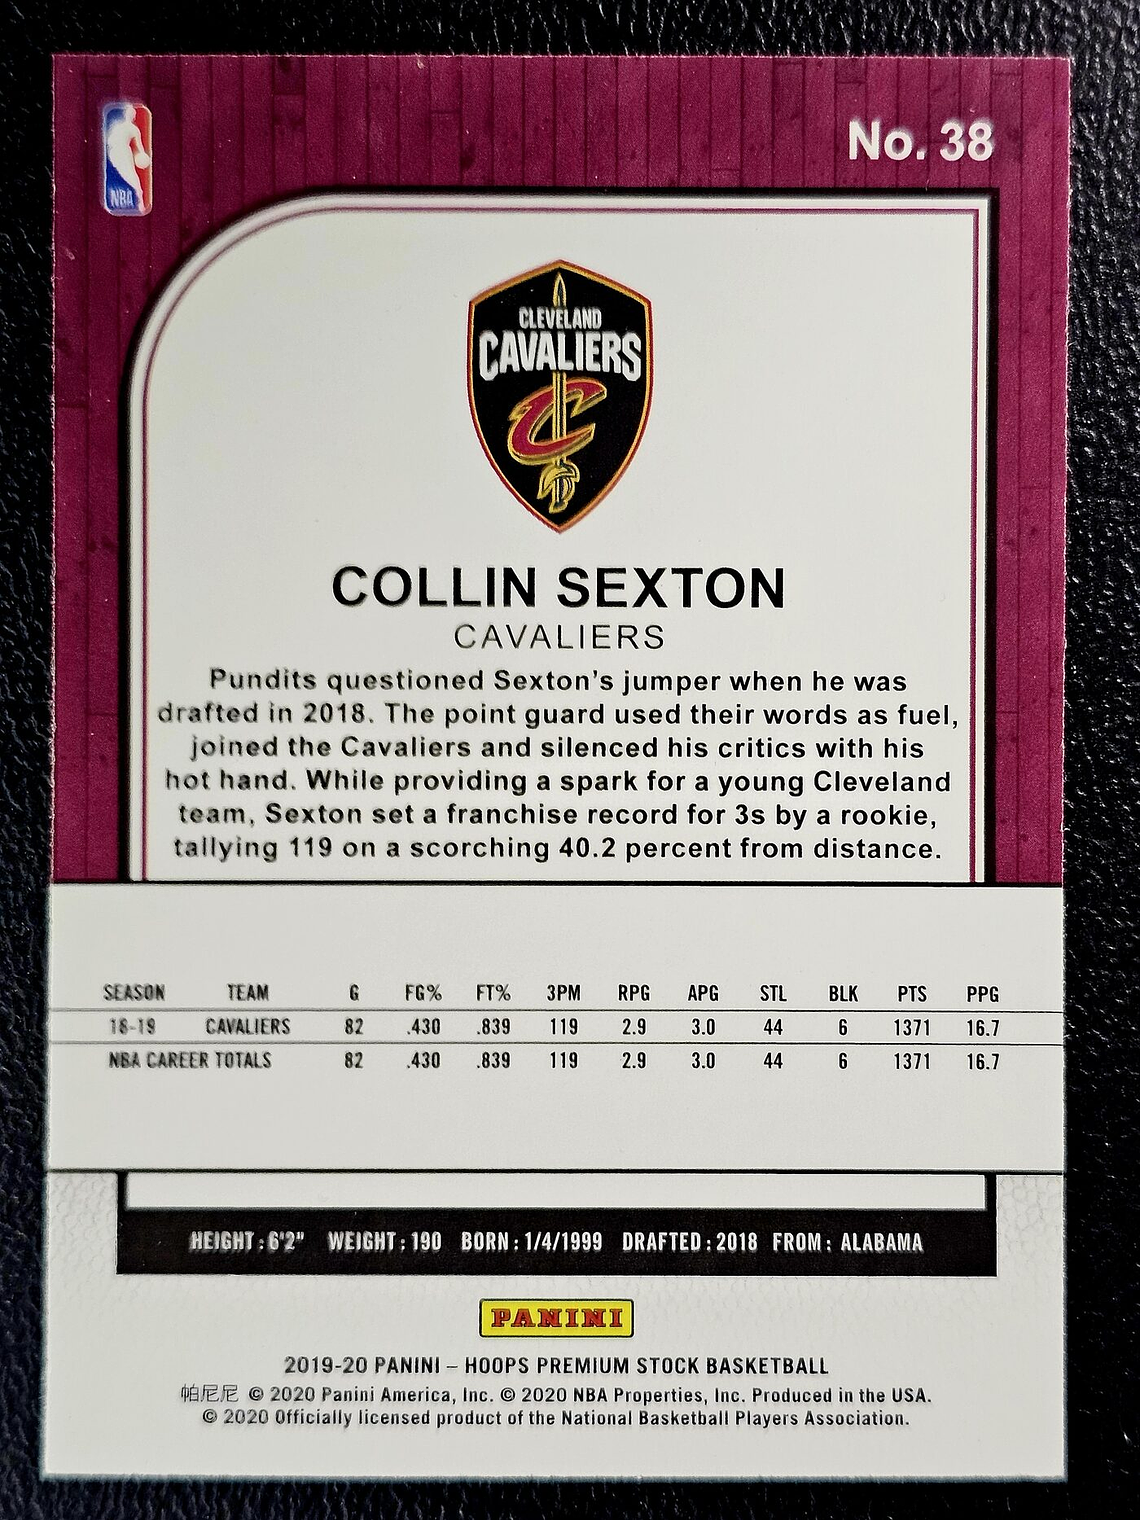 NBA
No. 38
CLEVELAND
CAVALIERS
COLLIN SEXTON
CAVALIERS
Pundits questioned Sexton's jumper when he was
drafted in 2018. The point guard used their words as fuel,
joined the Cavaliers and silenced his critics with his
hot hand. While providing a spark for a young Cleveland
team, Sexton set a franchise record for 3s by a rookie,
tallying 119 on a scorching 40.2 percent from distance.
SEASON TEAM G FG% FT% 3PM RPG APG STL BLK PTS PPG
18-19 CAVALIERS 82 .430 .839 119 2.9 3.0 44 6 1371 16.7
NBA CAREER TOTALS 82 .430 .839 119 2.9 3.0 44 6 1371 16.7
HEIGHT: 6'2" WEIGHT: 190 BORN: 1/4/1999 DRAFTED: 2018 FROM: ALABAMA
PANINI
2019-20 PANINI – HOOPS PREMIUM STOCK BASKETBALL
帕尼尼 © 2020 Panini America, Inc. © 2020 NBA Properties, Inc. Produced in the USA.
© 2020 Officially licensed product of the National Basketball Players Association.